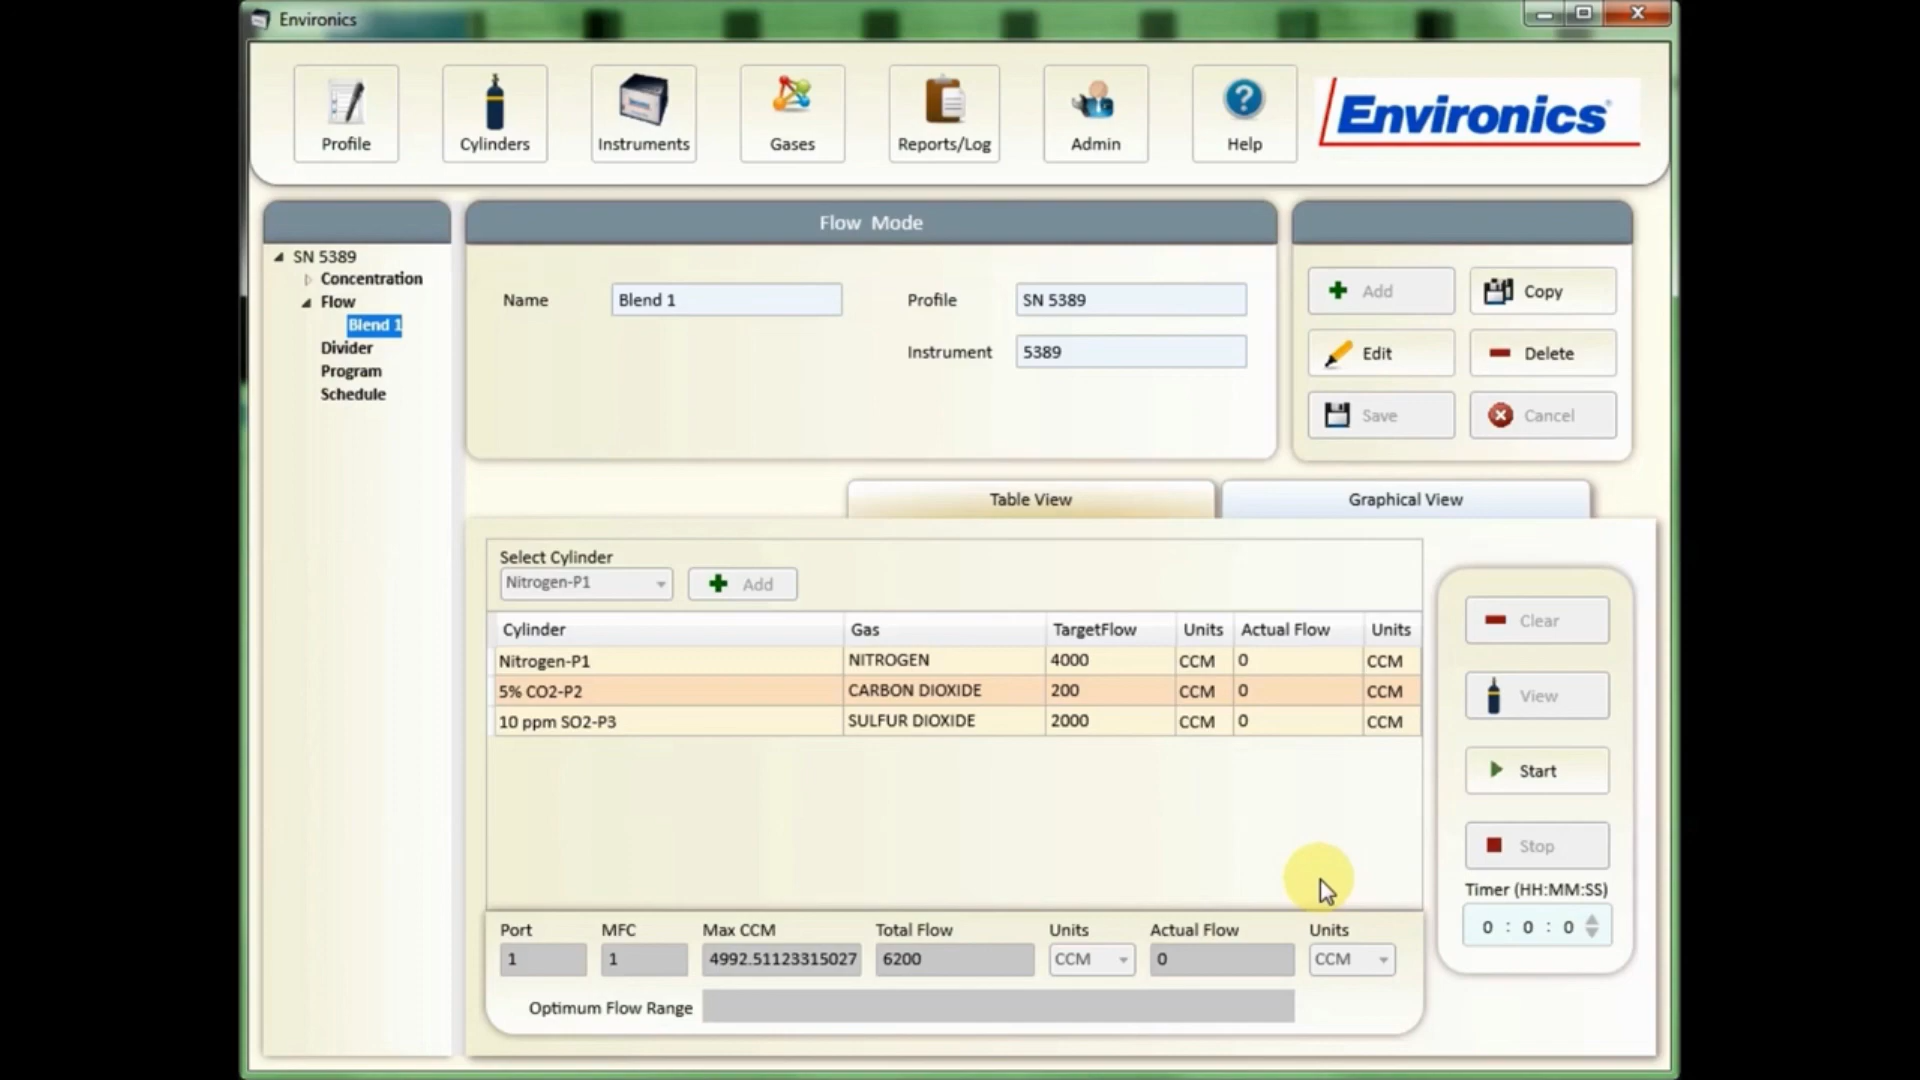 Environics
Profile
Cylinders
Instruments
Gases
Reports/Log
Admin
?
Help
Environics®
SN 5389
Concentration
Flow
Blend 1
Divider
Program
Schedule
Flow Mode
Name
Blend 1
Profile
SN 5389
Instrument
5389
Add
Copy
Edit
Delete
Save
Cancel
Table View
Graphical View
Select Cylinder
Nitrogen-P1
Add
Cylinder Gas TargetFlow Units Actual Flow Units
Nitrogen-P1 NITROGEN 4000 CCM 0 CCM
5% CO2-P2 CARBON DIOXIDE 200 CCM 0 CCM
10 ppm SO2-P3 SULFUR DIOXIDE 2000 CCM 0 CCM
Clear
View
Start
Stop
Timer (HH:MM:SS)
0 : 0 : 0
Port MFC Max CCM Total Flow Units Actual Flow Units
1 1 4992.51123315027 6200 CCM 0 CCM
Optimum Flow Range